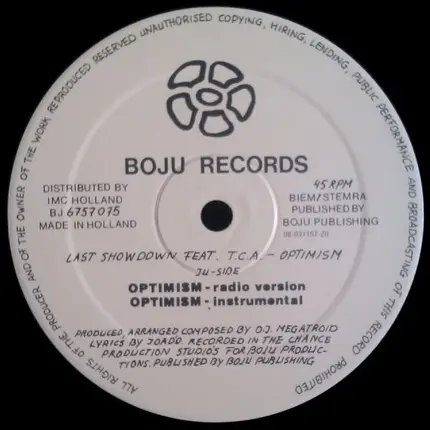 ALL RIGHTS OF THE PRODUCER AND OF THE OWNER OF THE WORK REPRODUCED RESERVED UNAUTHORISED COPYING, HIRING, LENDING, PUBLIC PERFORMANCE AND BROADCASTING OF THIS RECORD PROHIBITED
BOJU RECORDS
DISTRIBUTED BY
IMC HOLLAND
BJ 6757075
MADE IN HOLLAND
45 RPM
BIEM/STEMRA
PUBLISHED BY
BOJU PUBLISHING
LAST SHOWDOWN FEAT. T.C.A. - OPTIMISM
JU-SIDE
OPTIMISM - radio version
OPTIMISM - instrumental
PRODUCED, ARRANGED COMPOSED BY D.J. MEGATROID
LYRICS BY JOADD. RECORDED IN THE CHANCE
PRODUCTION STUDIO'S FOR BOJU PRODUC-
TIONS. PUBLISHED BY BOJU PUBLISHING